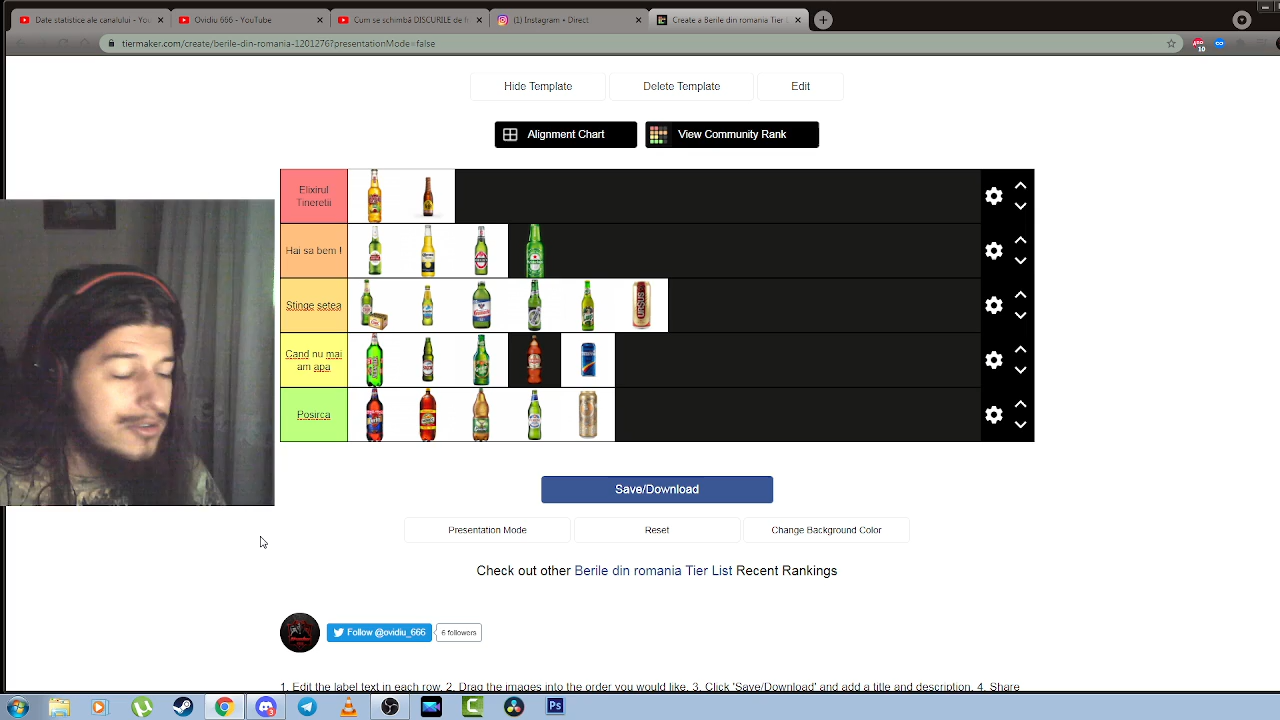 Date statistice ale canalului - You
Ovidiu 666 - YouTube
Cum se schimbă DISCURILE de f
(1) Instagram • Direct
Create a Berile din romania Tier L
tiermaker.com/create/berile-din-romania-1201276?presentationMode=false
10
Hide Template
Delete Template
Edit
Alignment Chart
View Community Rank
Elixirul
Tineretii
Hai sa bem !
Stinge setea
URSUS
Cand nu mai
am apa
Posirca
Save/Download
Presentation Mode
Reset
Change Background Color
Check out other Berile din romania Tier List Recent Rankings
Follow @ovidiu_666
6 followers
1. Edit the label text in each row. 2. Drag the images into the order you would like. 3. Click 'Save/Download' and add a title and description. 4. Share
Ps